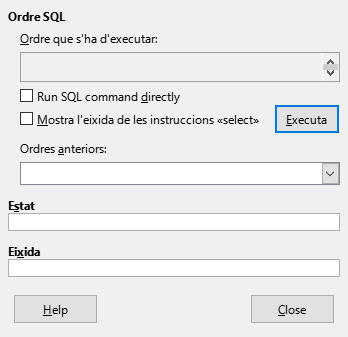 Ordre SQL
Ordre que s'ha d'executar:
Run SQL command directly
Mostra l'eixida de les instruccions «select»
Executa
Ordres anteriors:
Estat
Eixida
Help
Close